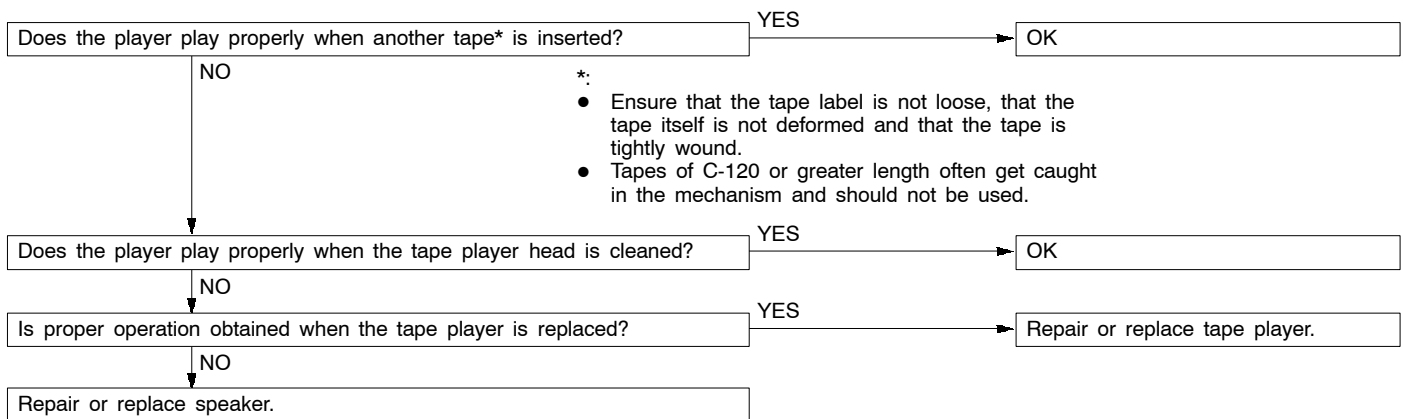 YES
Does the player play properly when another tape* is inserted?
OK
NO
*:
● Ensure that the tape label is not loose, that the
tape itself is not deformed and that the tape is
tightly wound.
● Tapes of C-120 or greater length often get caught
in the mechanism and should not be used.
YES
Does the player play properly when the tape player head is cleaned?
OK
NO
YES
Is proper operation obtained when the tape player is replaced?
Repair or replace tape player.
NO
Repair or replace speaker.